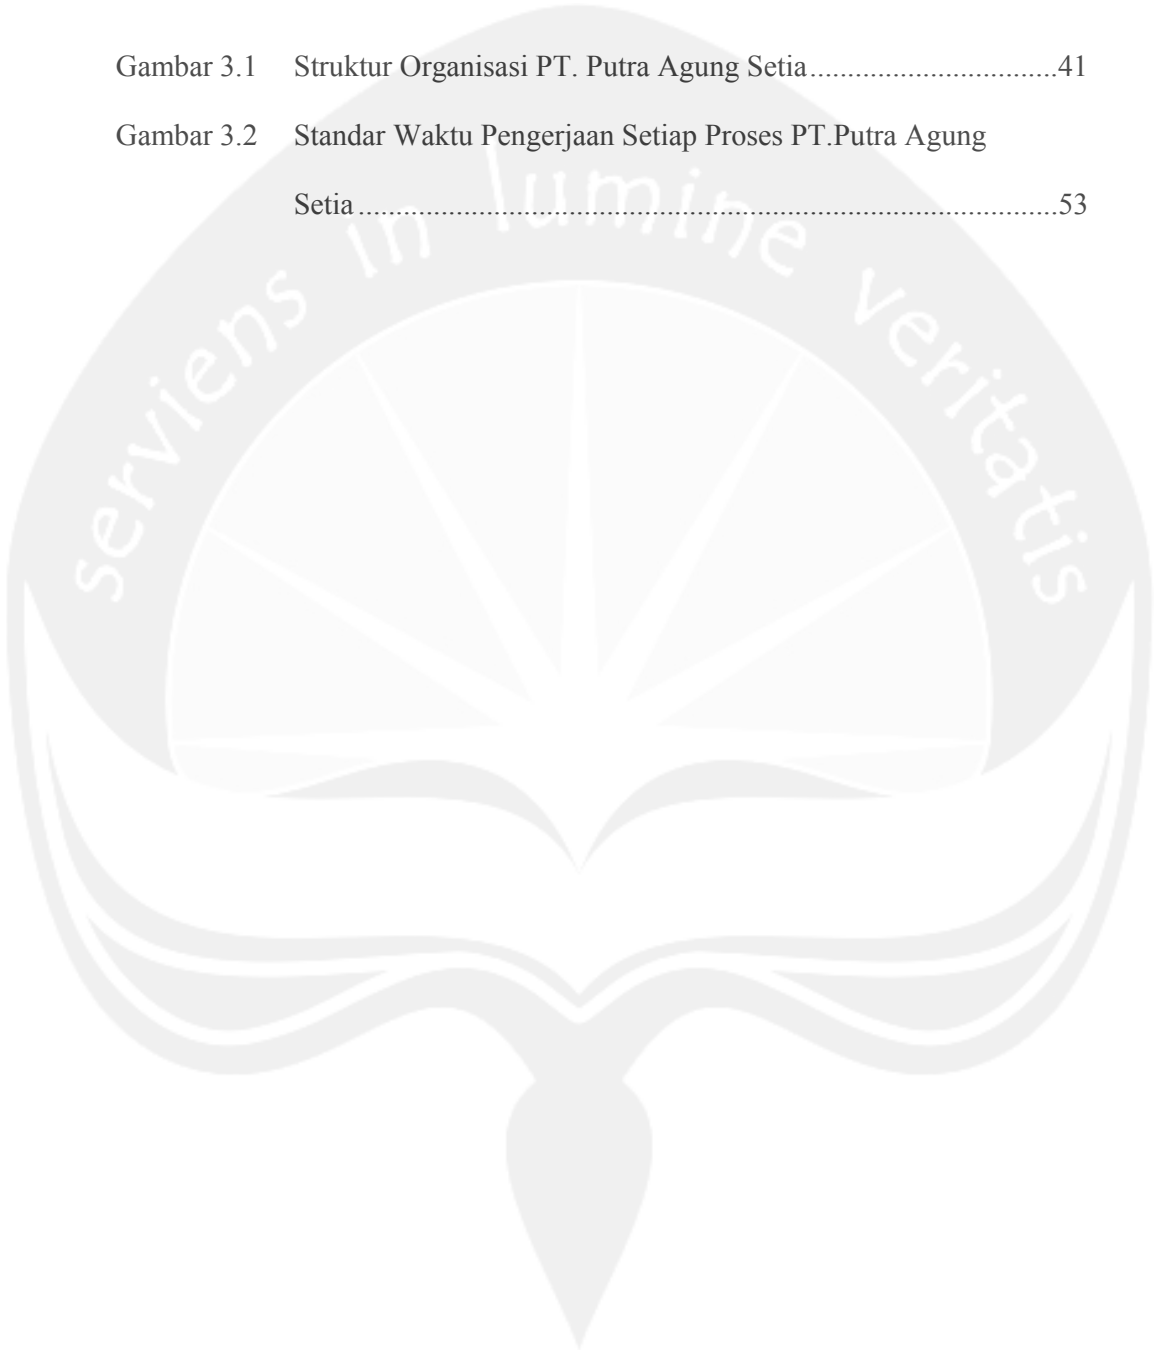 Gambar 3.1 Struktur Organisasi PT. Putra Agung Setia.................................41
Gambar 3.2 Standar Waktu Pengerjaan Setiap Proses PT.Putra Agung
Setia..............................................................................................53
serviens in lumine veritatis